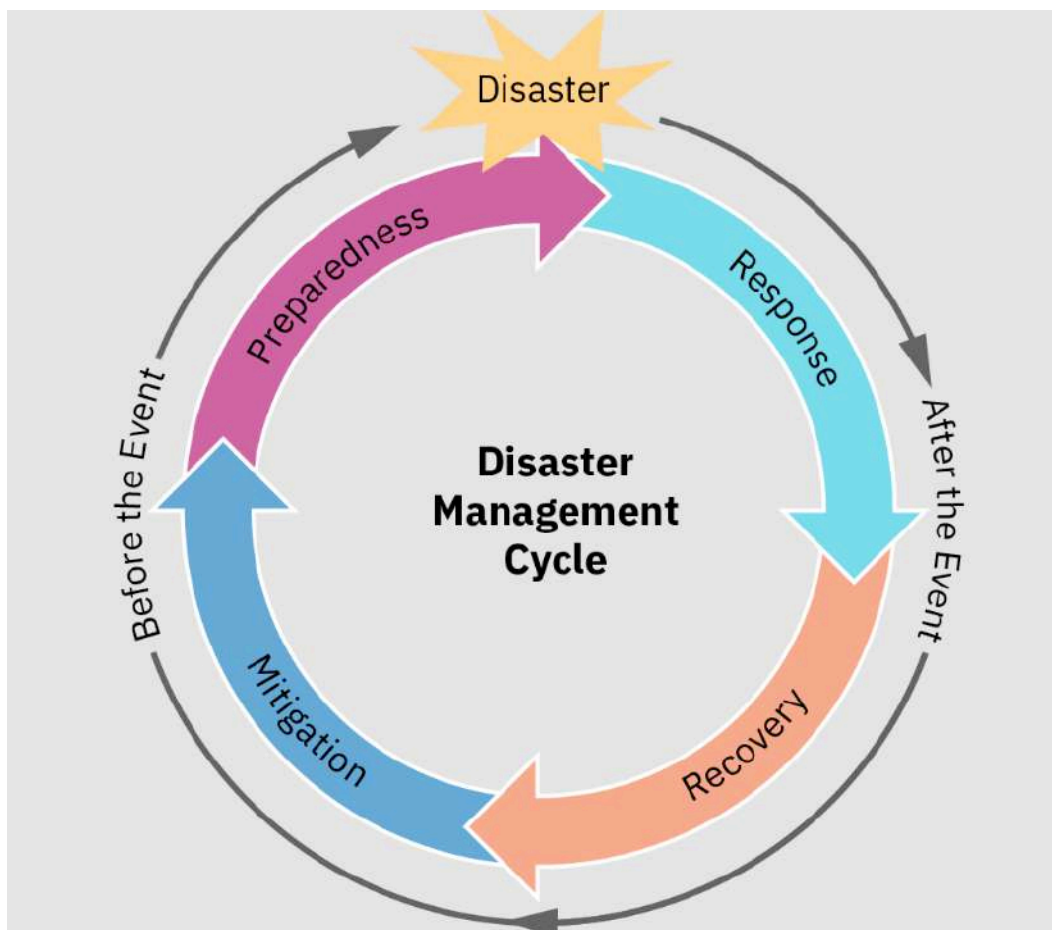 Disaster
Preparedness
Response
Before the Event
After the Event
Disaster
Management
Cycle
Mitigation
Recovery